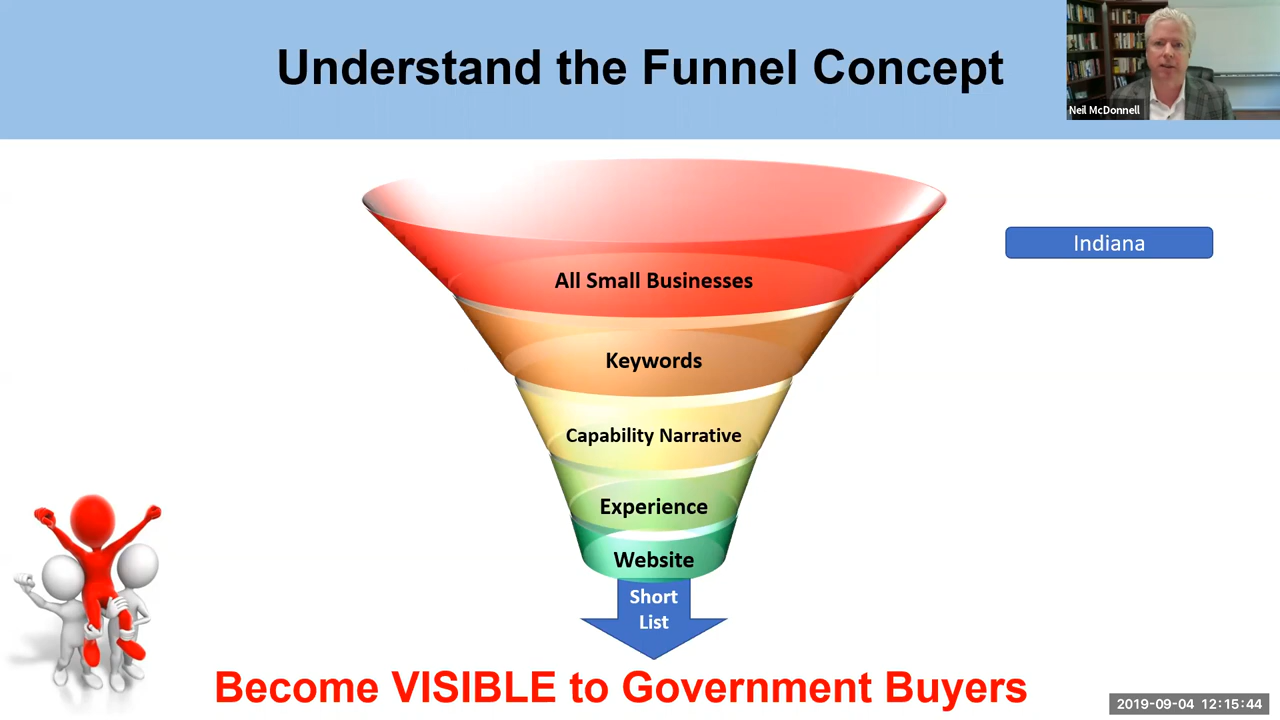 Understand the Funnel Concept
Neil McDonnell
Indiana
All Small Businesses
Keywords
Capability Narrative
Experience
Website
Short
List
Become VISIBLE to Government Buyers
2019-09-04 12:15:44